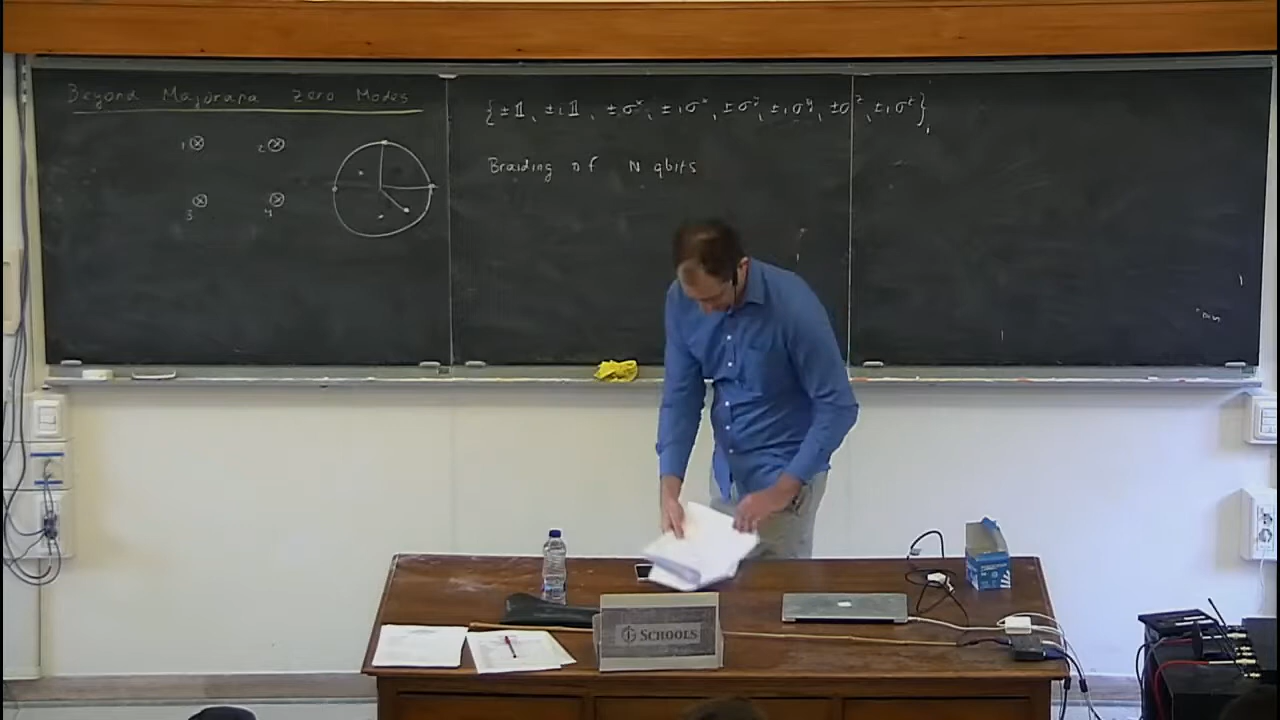 Beyond Majorana Zero Modes
1 ⊗ 2 ⊗
3 ⊗ 4 ⊗
{±𝟙, ±i𝟙, ±σˣ, ±iσˣ, ±σʸ, ±iσʸ, ±σᶻ, ±iσᶻ}
Braiding of N qbits
SCHOOLS